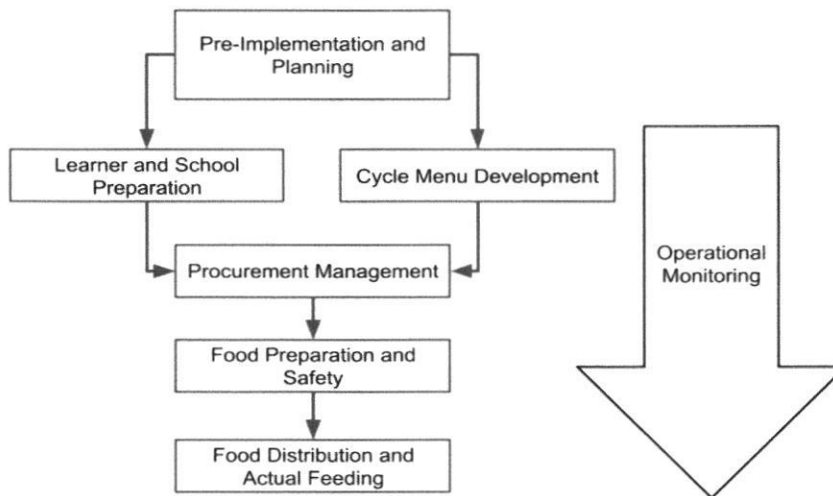 Pre-Implementation and
Planning
Learner and School
Preparation
Cycle Menu Development
Procurement Management
Operational
Monitoring
Food Preparation and
Safety
Food Distribution and
Actual Feeding